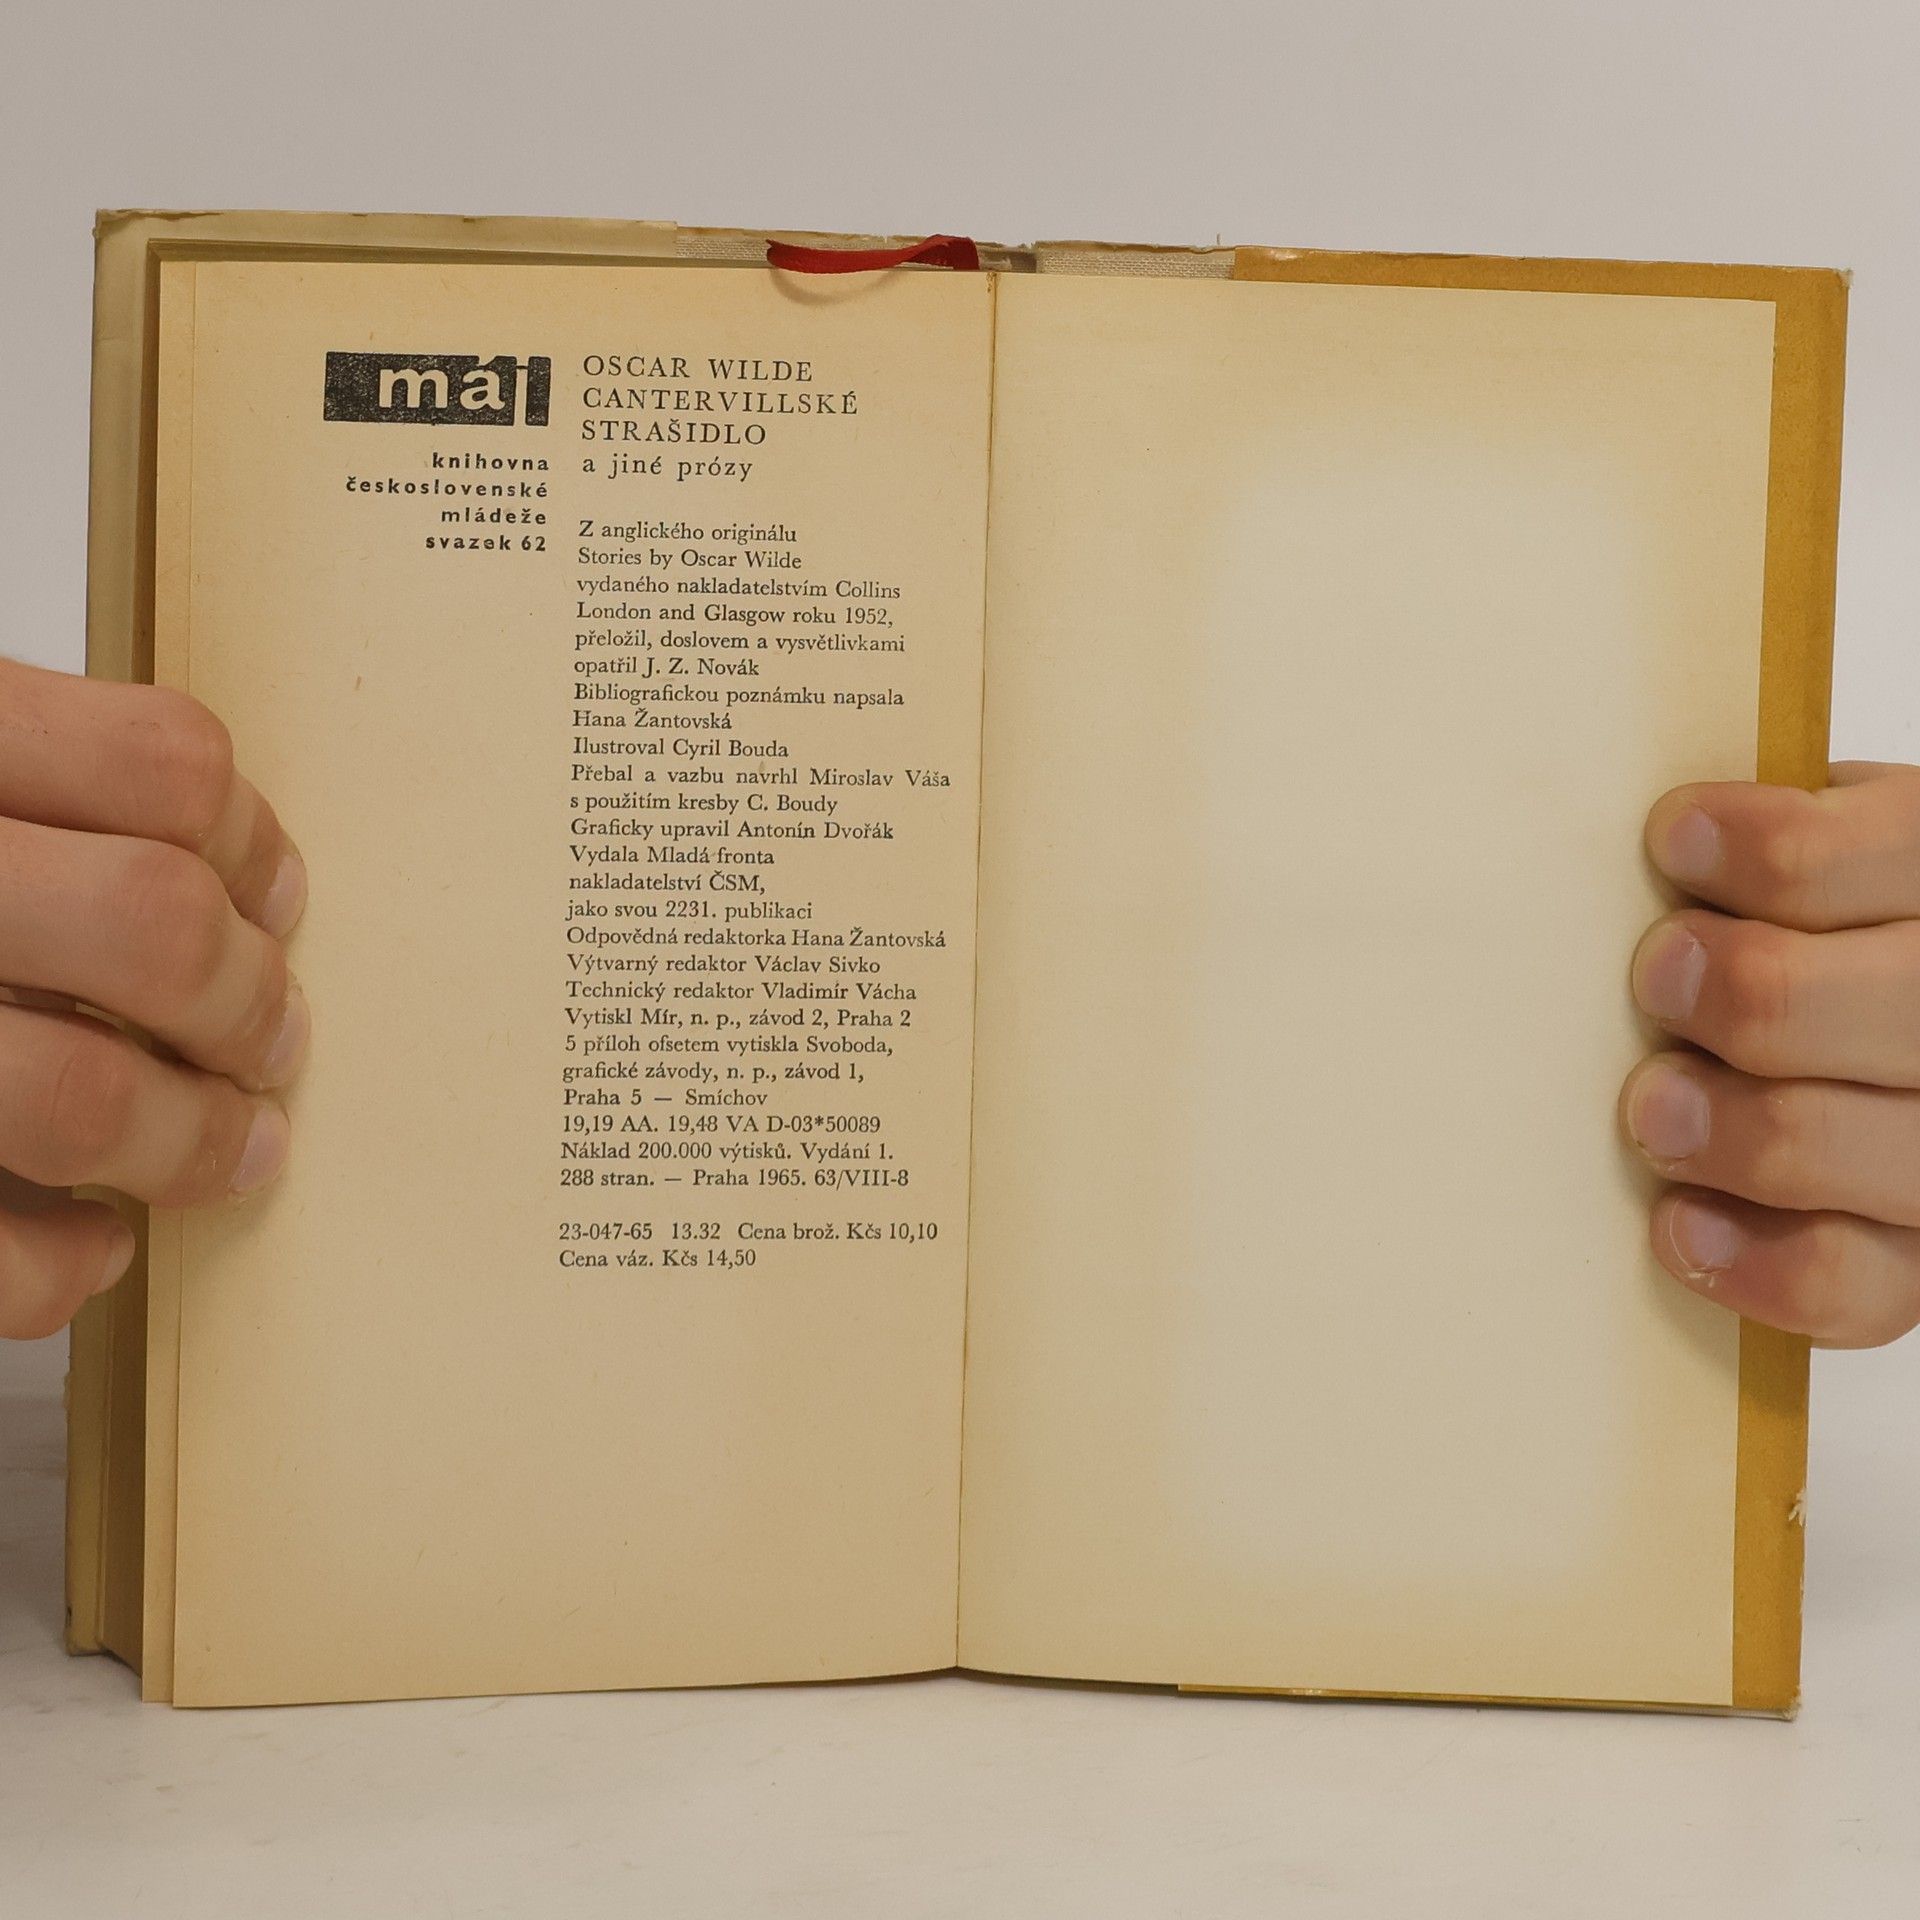 máj
knihovna
československé
mládeže
svazek 62
OSCAR WILDE
CANTERVILLSKÉ
STRAŠIDLO
a jiné prózy
Z anglického originálu
Stories by Oscar Wilde
vydaného nakladatelstvím Collins
London and Glasgow roku 1952,
přeložil, doslovem a vysvětlivkami
opatřil J. Z. Novák
Bibliografickou poznámku napsala
Hana Žantovská
Ilustroval Cyril Bouda
Přebal a vazbu navrhl Miroslav Váša
s použitím kresby C. Boudy
Graficky upravil Antonín Dvořák
Vydala Mladá fronta
nakladatelství ČSM,
jako svou 2231. publikaci
Odpovědná redaktorka Hana Žantovská
Výtvarný redaktor Václav Sivko
Technický redaktor Vladimír Vácha
Vytiskl Mír, n. p., závod 2, Praha 2
5 příloh ofsetem vytiskla Svoboda,
grafické závody, n. p., závod 1,
Praha 5 — Smíchov
19,19 AA. 19,48 VA D-03*50089
Náklad 200.000 výtisků. Vydání 1.
288 stran. — Praha 1965. 63/VIII-8
23-047-65 13.32 Cena brož. Kčs 10,10
Cena váz. Kčs 14,50